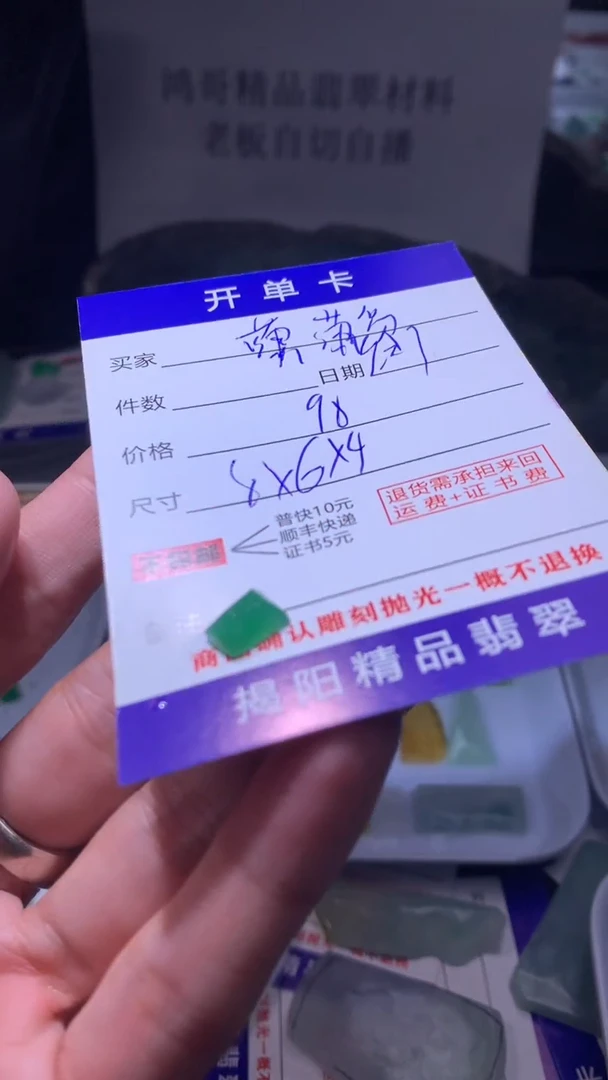 鸿哥精品翡翠材料
老板自切自播
开单卡
买家
件数
日期
价格 98
尺寸 8X6X4
普快10元
顺丰快递
证书5元
退货需承担来回
运费+证书费
认雕刻抛光一概不退换
揭阳精品翡翠